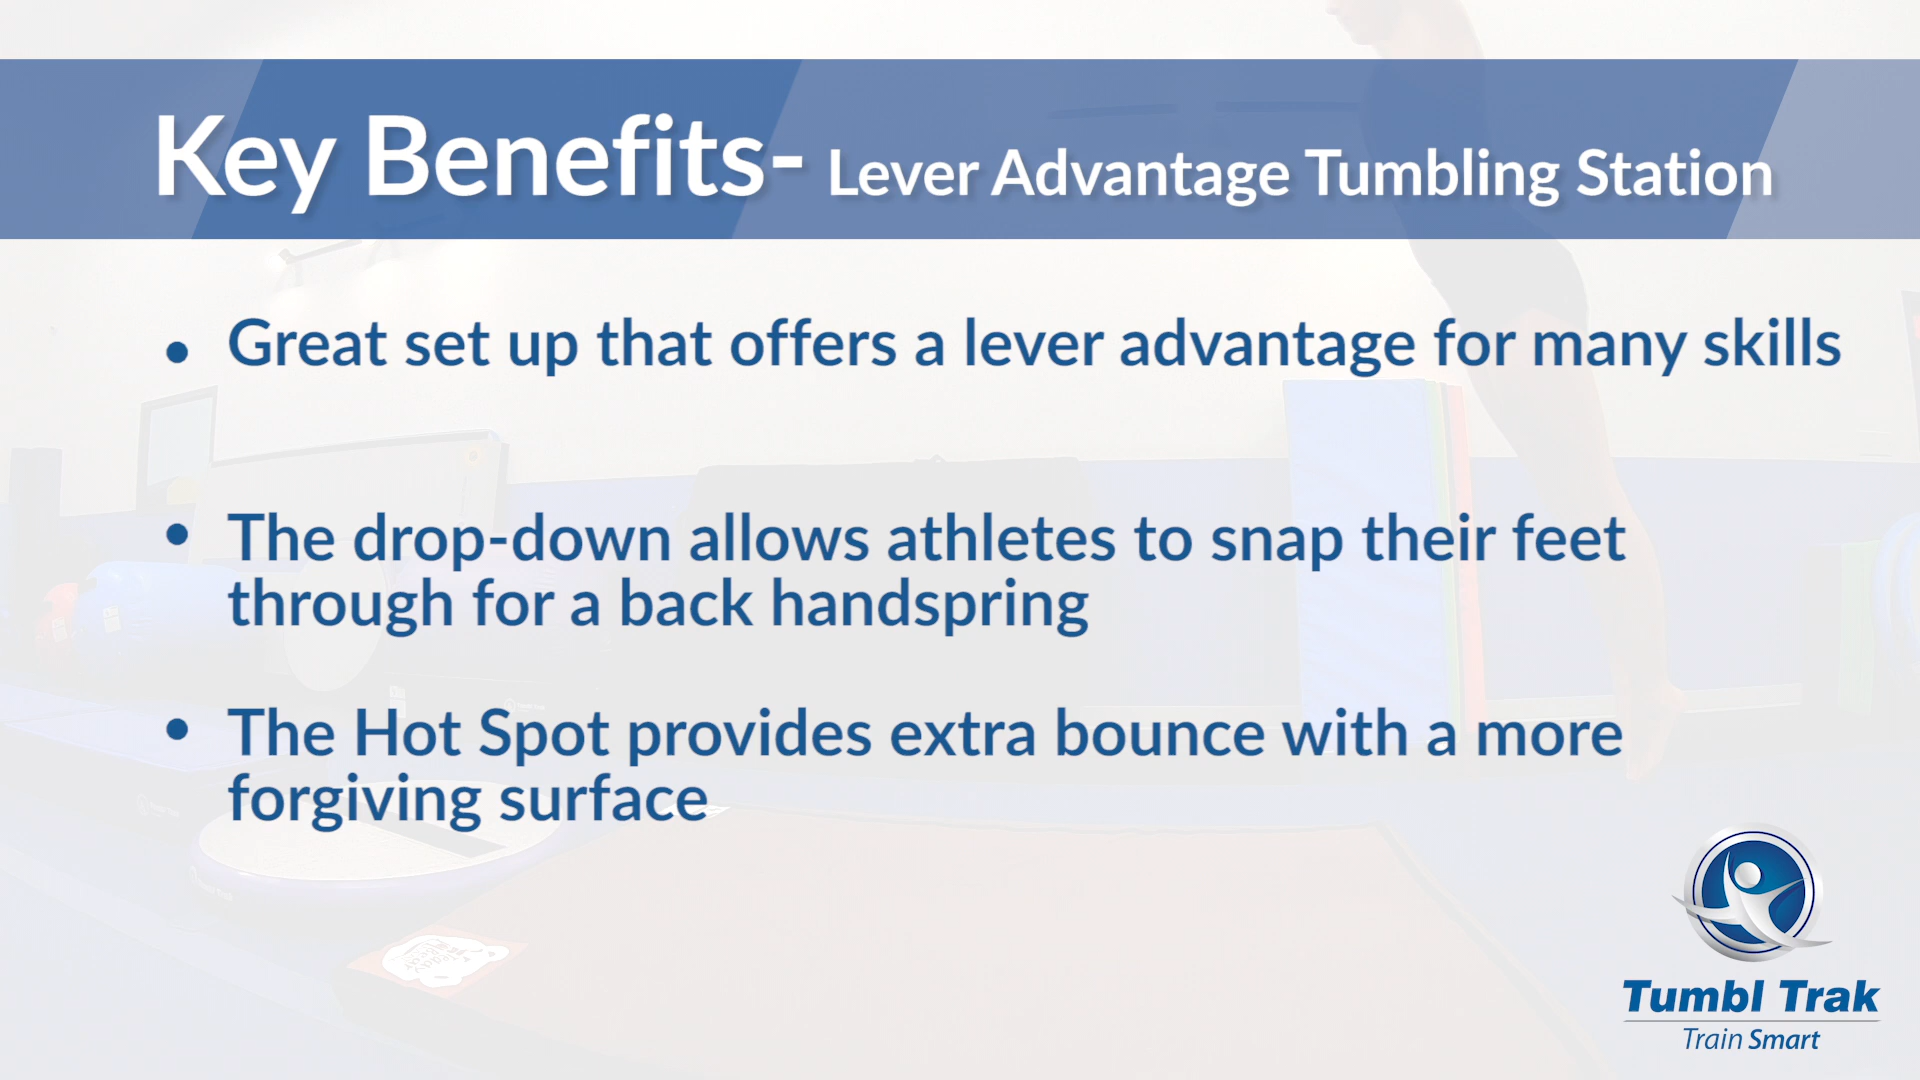 Key Benefits- Lever Advantage Tumbling Station
• Great set up that offers a lever advantage for many skills
• The drop-down allows athletes to snap their feet
through for a back handspring
• The Hot Spot provides extra bounce with a more
forgiving surface
Tumbl Trak
Train Smart